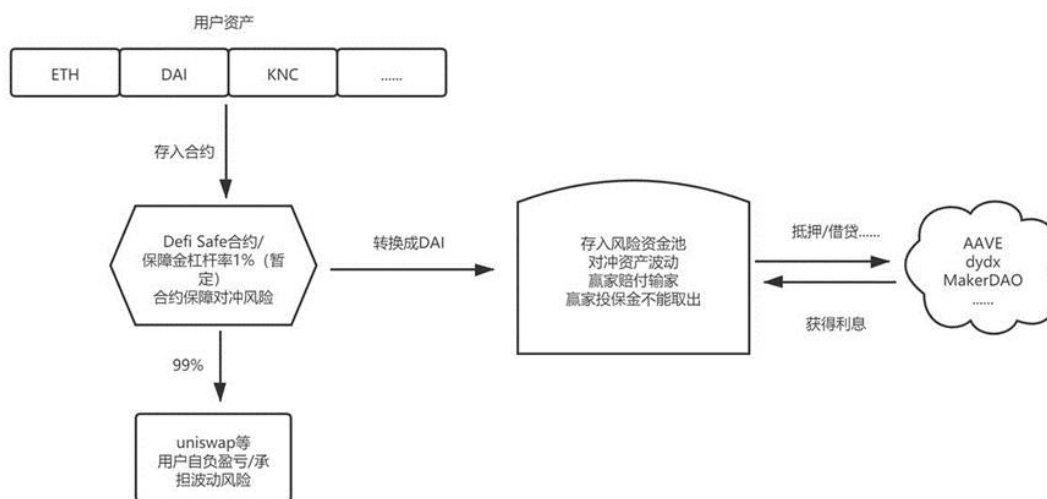 用户资产
ETH
DAI
KNC
......
存入合约
Defi Safe合约/
保障金杠杆率1%（暂
定）
合约保障对冲风险
转换成DAI
存入风险资金池
对冲资产波动
赢家赔付输家
赢家投保金不能取出
抵押/借贷......
获得利息
AAVE
dydx
MakerDAO
......
99%
uniswap等
用户自负盈亏/承
担波动风险